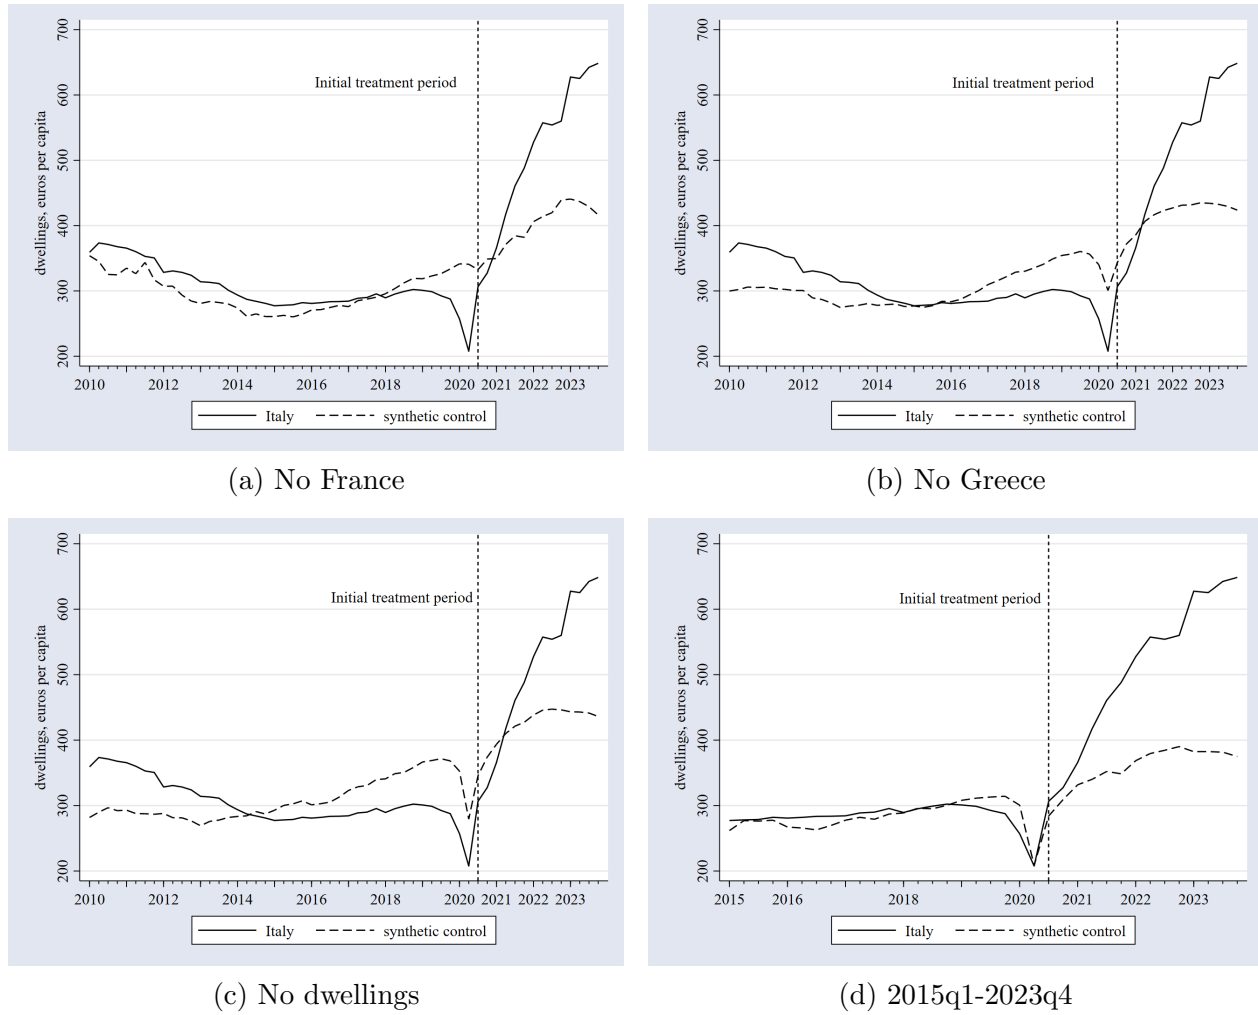 700
600
500
400
300
200
dwellings, euros per capita
Initial treatment period
2010 2012 2014 2016 2018 2020 2021 2022 2023
Italy synthetic control
(a) No France
700
600
500
400
300
200
dwellings, euros per capita
Initial treatment period
2010 2012 2014 2016 2018 2020 2021 2022 2023
Italy synthetic control
(b) No Greece
700
600
500
400
300
200
dwellings, euros per capita
Initial treatment period
2010 2012 2014 2016 2018 2020 2021 2022 2023
Italy synthetic control
(c) No dwellings
700
600
500
400
300
200
dwellings, euros per capita
Initial treatment period
2015 2016 2018 2020 2021 2022 2023
Italy synthetic control
(d) 2015q1-2023q4